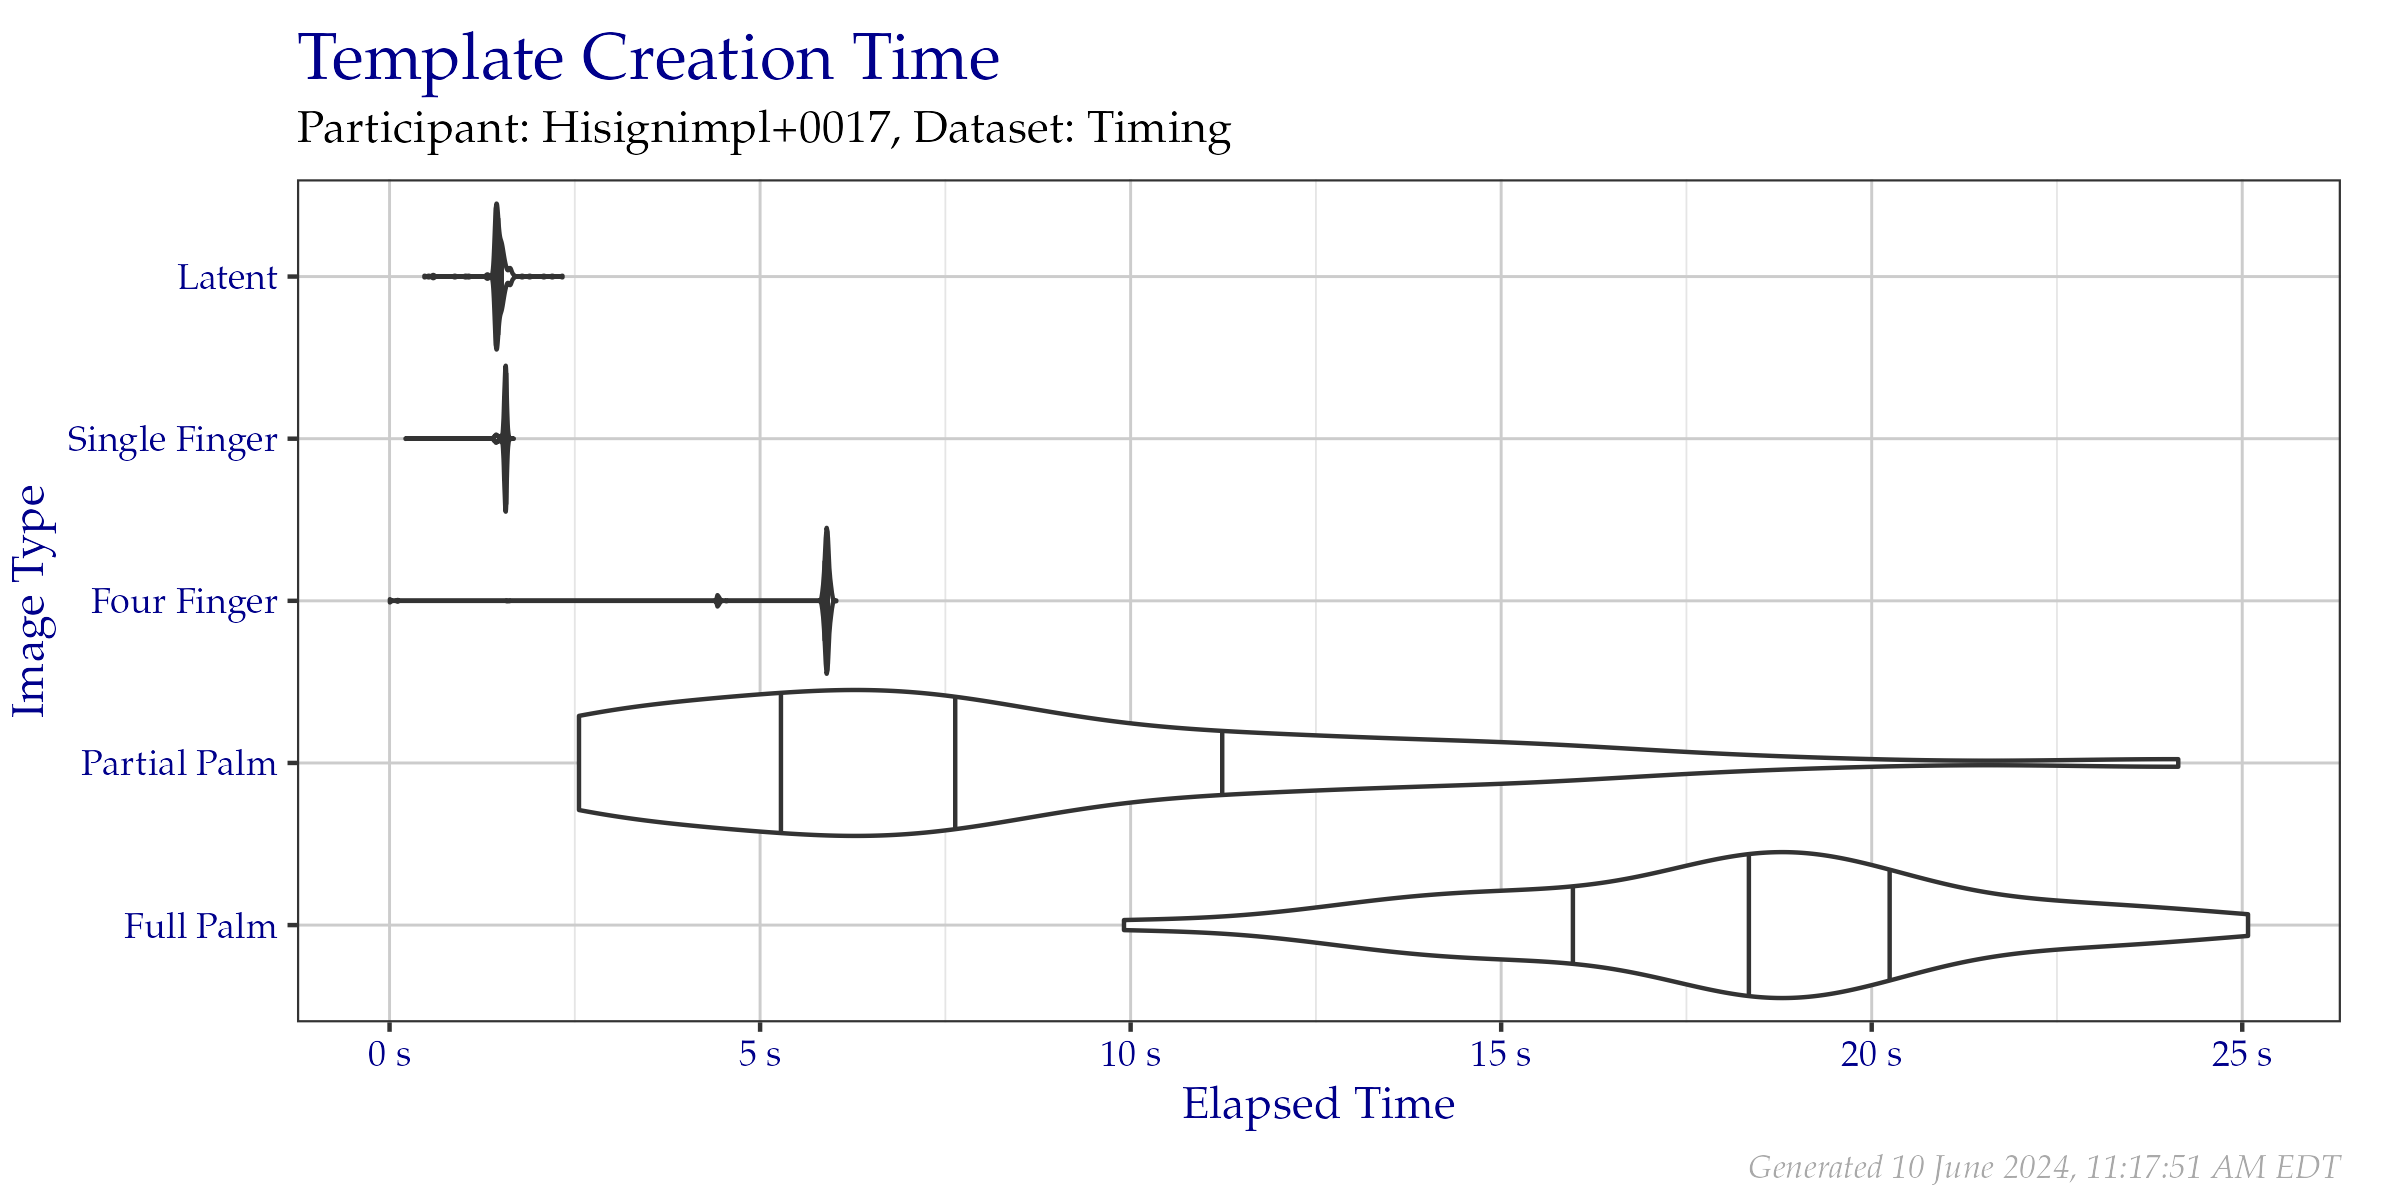 Template Creation Time
Participant: Hisignimpl+0017, Dataset: Timing
Image Type
Latent
Single Finger
Four Finger
Partial Palm
Full Palm
0 s 5 s 10 s 15 s 20 s 25 s
Elapsed Time
Generated 10 June 2024, 11:17:51 AM EDT